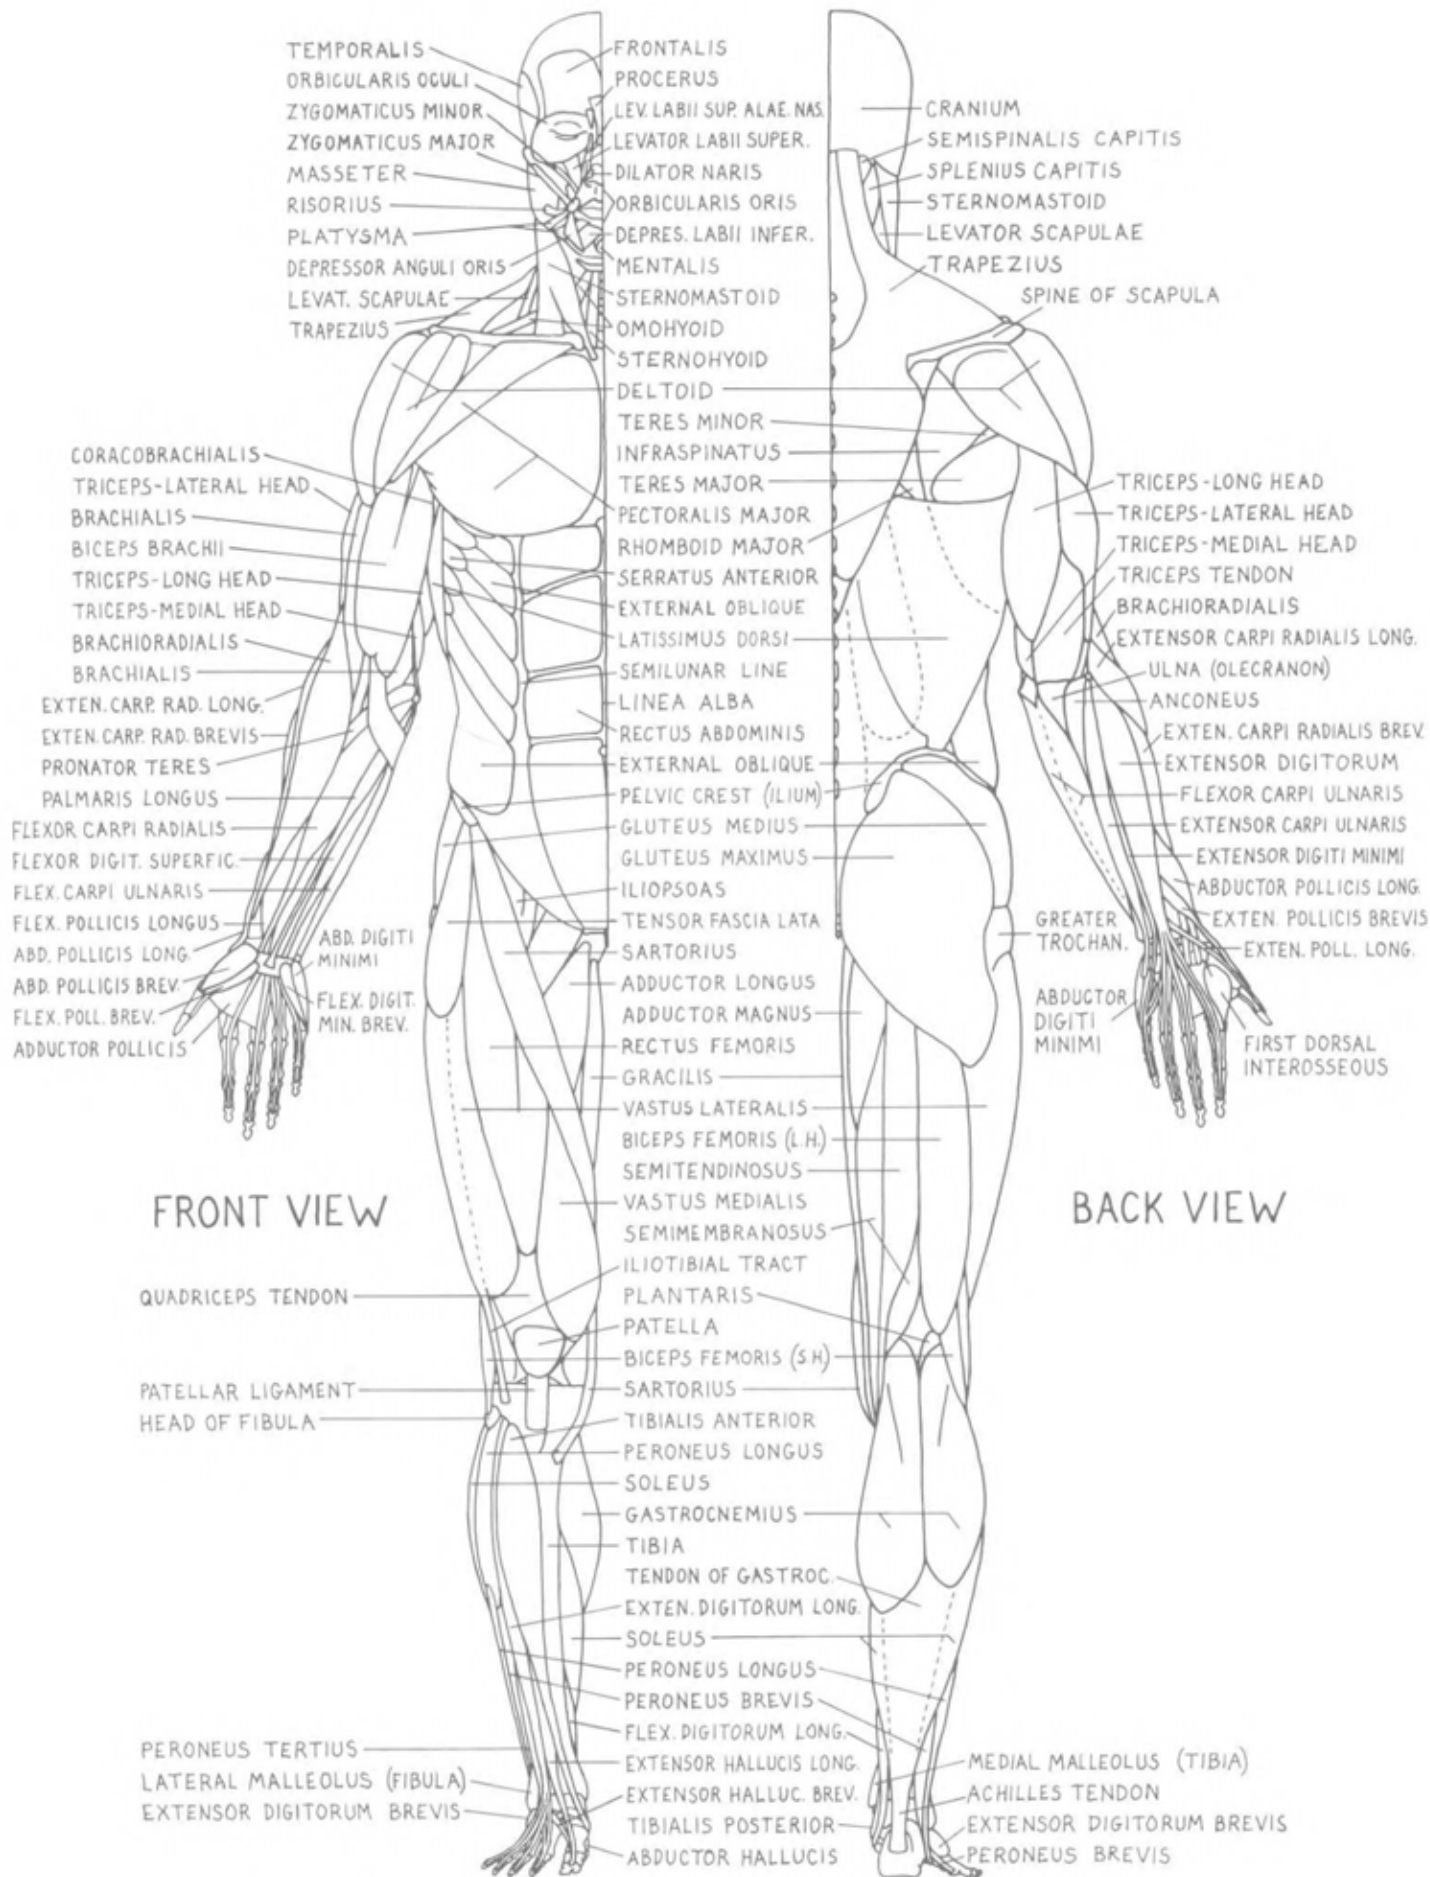 TEMPORALIS
ORBICULARIS OCULI
ZYGOMATICUS MINOR
ZYGOMATICUS MAJOR
MASSETER
RISORIUS
PLATYSMA
DEPRESSOR ANGULI ORIS
LEVAT. SCAPULAE
TRAPEZIUS
CORACOBRACHIALIS
TRICEPS-LATERAL HEAD
BRACHIALIS
BICEPS BRACHII
TRICEPS-LONG HEAD
TRICEPS-MEDIAL HEAD
BRACHIORADIALIS
BRACHIALIS
EXTEN. CARP. RAD. LONG.
EXTEN. CARP. RAD. BREVIS
PRONATOR TERES
PALMARIS LONGUS
FLEXOR CARPI RADIALIS
FLEXOR DIGIT. SUPERFIC.
FLEX. CARPI ULNARIS
FLEX. POLLICIS LONGUS
ABD. POLLICIS LONG.
ABD. POLLICIS BREV.
FLEX. POLL. BREV.
ADDUCTOR POLLICIS
ABD. DIGITI
MINIMI
FLEX. DIGIT.
MIN. BREV.
FRONT VIEW
QUADRICEPS TENDON
PATELLAR LIGAMENT
HEAD OF FIBULA
PERONEUS TERTIUS
LATERAL MALLEOLUS (FIBULA)
EXTENSOR DIGITORUM BREVIS
FRONTALIS
PROCERUS
LEV. LABII SUP. ALAE. NAS.
LEVATOR LABII SUPER.
DILATOR NARIS
ORBICULARIS ORIS
DEPRES. LABII INFER.
MENTALIS
STERNOMASTOID
OMOHYOID
STERNOHYOID
DELTOID
TERES MINOR
INFRASPINATUS
TERES MAJOR
PECTORALIS MAJOR
RHOMBOID MAJOR
SERRATUS ANTERIOR
EXTERNAL OBLIQUE
LATISSIMUS DORSI
SEMILUNAR LINE
LINEA ALBA
RECTUS ABDOMINIS
EXTERNAL OBLIQUE
PELVIC CREST (ILIUM)
GLUTEUS MEDIUS
GLUTEUS MAXIMUS
ILIOPSOAS
TENSOR FASCIA LATA
SARTORIUS
ADDUCTOR LONGUS
ADDUCTOR MAGNUS
RECTUS FEMORIS
GRACILIS
VASTUS LATERALIS
BICEPS FEMORIS (L.H.)
SEMITENDINOSUS
VASTUS MEDIALIS
SEMIMEMBRANOSUS
ILIOTIBIAL TRACT
PLANTARIS
PATELLA
BICEPS FEMORIS (S.H.)
SARTORIUS
TIBIALIS ANTERIOR
PERONEUS LONGUS
SOLEUS
GASTROCNEMIUS
TIBIA
TENDON OF GASTROC.
EXTEN. DIGITORUM LONG.
SOLEUS
PERONEUS LONGUS
PERONEUS BREVIS
FLEX. DIGITORUM LONG.
EXTENSOR HALLUCIS LONG.
EXTENSOR HALLUC. BREV.
TIBIALIS POSTERIOR
ABDUCTOR HALLUCIS
CRANIUM
SEMISPINALIS CAPITIS
SPLENIUS CAPITIS
STERNOMASTOID
LEVATOR SCAPULAE
TRAPEZIUS
SPINE OF SCAPULA
TRICEPS-LONG HEAD
TRICEPS-LATERAL HEAD
TRICEPS-MEDIAL HEAD
TRICEPS TENDON
BRACHIORADIALIS
EXTENSOR CARPI RADIALIS LONG.
ULNA (OLECRANON)
ANCONEUS
EXTEN. CARPI RADIALIS BREV.
EXTENSOR DIGITORUM
FLEXOR CARPI ULNARIS
EXTENSOR CARPI ULNARIS
EXTENSOR DIGITI MINIMI
ABDUCTOR POLLICIS LONG.
EXTEN. POLLICIS BREVIS
EXTEN. POLL. LONG.
GREATER
TROCHAN.
ABDUCTOR
DIGITI
MINIMI
FIRST DORSAL
INTEROSSEOUS
BACK VIEW
MEDIAL MALLEOLUS (TIBIA)
ACHILLES TENDON
EXTENSOR DIGITORUM BREVIS
PERONEUS BREVIS